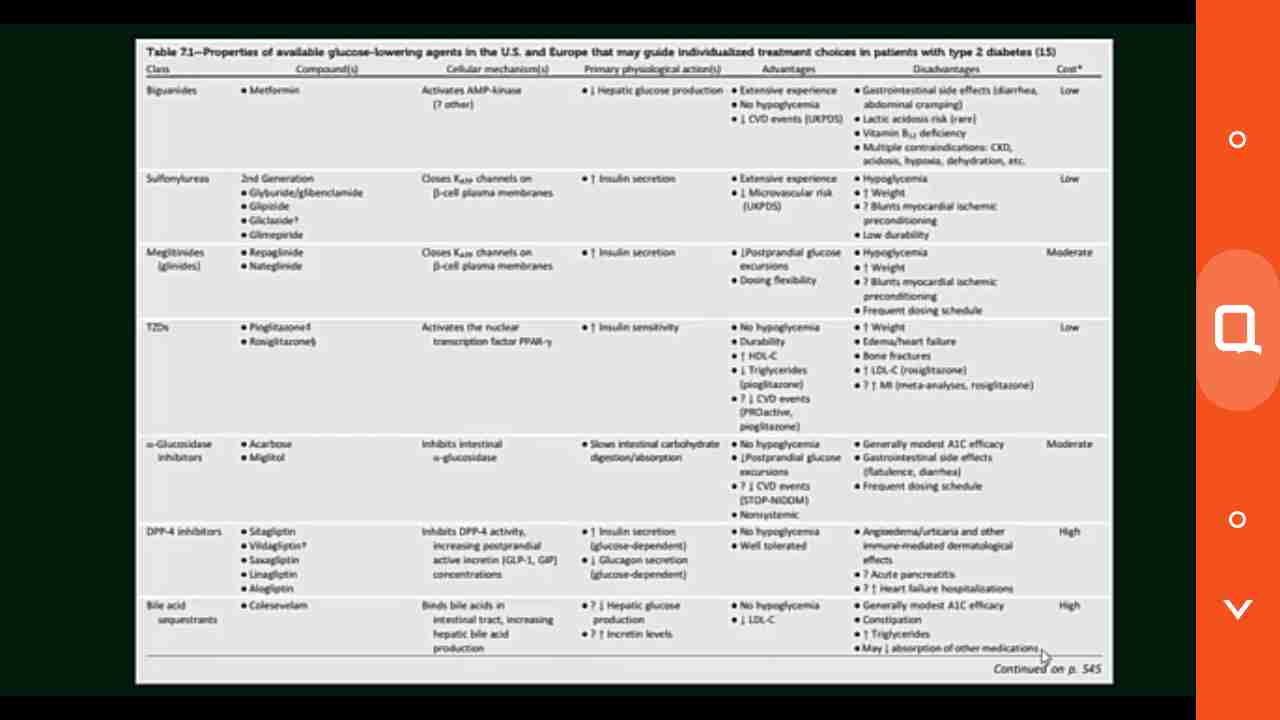 Table 7.1—Properties of available glucose-lowering agents in the U.S. and Europe that may guide individualized treatment choices in patients with type 2 diabetes (15)
Class Compound(s) Cellular mechanism(s) Primary physiological action(s) Advantages Disadvantages Cost*
Biguanides • Metformin Activates AMP-kinase • ↓ Hepatic glucose production • Extensive experience • Gastrointestinal side effects (diarrhea, Low
(? other) • No hypoglycemia abdominal cramping)
• ↓ CVD events (UKPDS) • Lactic acidosis risk (rare)
• Vitamin B₁₂ deficiency
• Multiple contraindications: CKD,
acidosis, hypoxia, dehydration, etc.
Sulfonylureas 2nd Generation Closes K_ATP channels on • ↑ Insulin secretion • Extensive experience • Hypoglycemia Low
• Glyburide/glibenclamide β-cell plasma membranes • ↓ Microvascular risk • ↑ Weight
• Glipizide (UKPDS) • ? Blunts myocardial ischemic
• Gliclazide† preconditioning
• Glimepiride • Low durability
Meglitinides • Repaglinide Closes K_ATP channels on • ↑ Insulin secretion • ↓Postprandial glucose • Hypoglycemia Moderate
(glinides) • Nateglinide β-cell plasma membranes excursions • ↑ Weight
• Dosing flexibility • ? Blunts myocardial ischemic
preconditioning
• Frequent dosing schedule
TZDs • Pioglitazone‡ Activates the nuclear • ↑ Insulin sensitivity • No hypoglycemia • ↑ Weight Low
• Rosiglitazone§ transcription factor PPAR-γ • Durability • Edema/heart failure
• ↑ HDL-C • Bone fractures
• ↓ Triglycerides • ↑ LDL-C (rosiglitazone)
(pioglitazone) • ? ↑ MI (meta-analyses, rosiglitazone)
• ? ↓ CVD events
(PROactive,
pioglitazone)
α-Glucosidase • Acarbose Inhibits intestinal • Slows intestinal carbohydrate • No hypoglycemia • Generally modest A1C efficacy Moderate
inhibitors • Miglitol α-glucosidase digestion/absorption • ↓Postprandial glucose • Gastrointestinal side effects
excursions (flatulence, diarrhea)
• ? ↓ CVD events • Frequent dosing schedule
(STOP-NIDDM)
• Nonsystemic
DPP-4 inhibitors • Sitagliptin Inhibits DPP-4 activity, • ↑ Insulin secretion • No hypoglycemia • Angioedema/urticaria and other High
• Vildagliptin† increasing postprandial (glucose-dependent) • Well tolerated immune-mediated dermatological
• Saxagliptin active incretin (GLP-1, GIP) • ↓ Glucagon secretion effects
• Linagliptin concentrations (glucose-dependent) • ? Acute pancreatitis
• Alogliptin • ? ↑ Heart failure hospitalizations
Bile acid • Colesevelam Binds bile acids in • ? ↓ Hepatic glucose • No hypoglycemia • Generally modest A1C efficacy High
sequestrants intestinal tract, increasing production • ↓ LDL-C • Constipation
hepatic bile acid • ? ↑ Incretin levels • ↑ Triglycerides
production • May ↓ absorption of other medications
Continued on p. S45